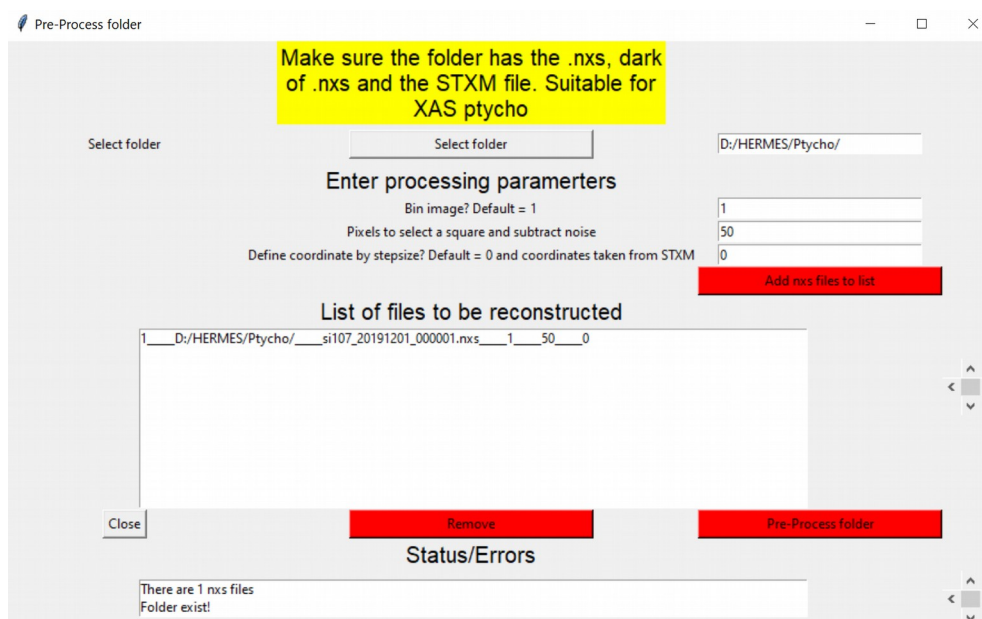 Pre-Process folder
Make sure the folder has the .nxs, dark
of .nxs and the STXM file. Suitable for
XAS ptycho
Select folder
Select folder
D:/HERMES/Ptycho/
Enter processing paramerters
Bin image? Default = 1
1
Pixels to select a square and subtract noise
50
Define coordinate by stepsize? Default = 0 and coordinates taken from STXM
0
Add nxs files to list
List of files to be reconstructed
1____D:/HERMES/Ptycho/____si107_20191201_000001.nxs____1____50____0
Close
Remove
Pre-Process folder
Status/Errors
There are 1 nxs files
Folder exist!